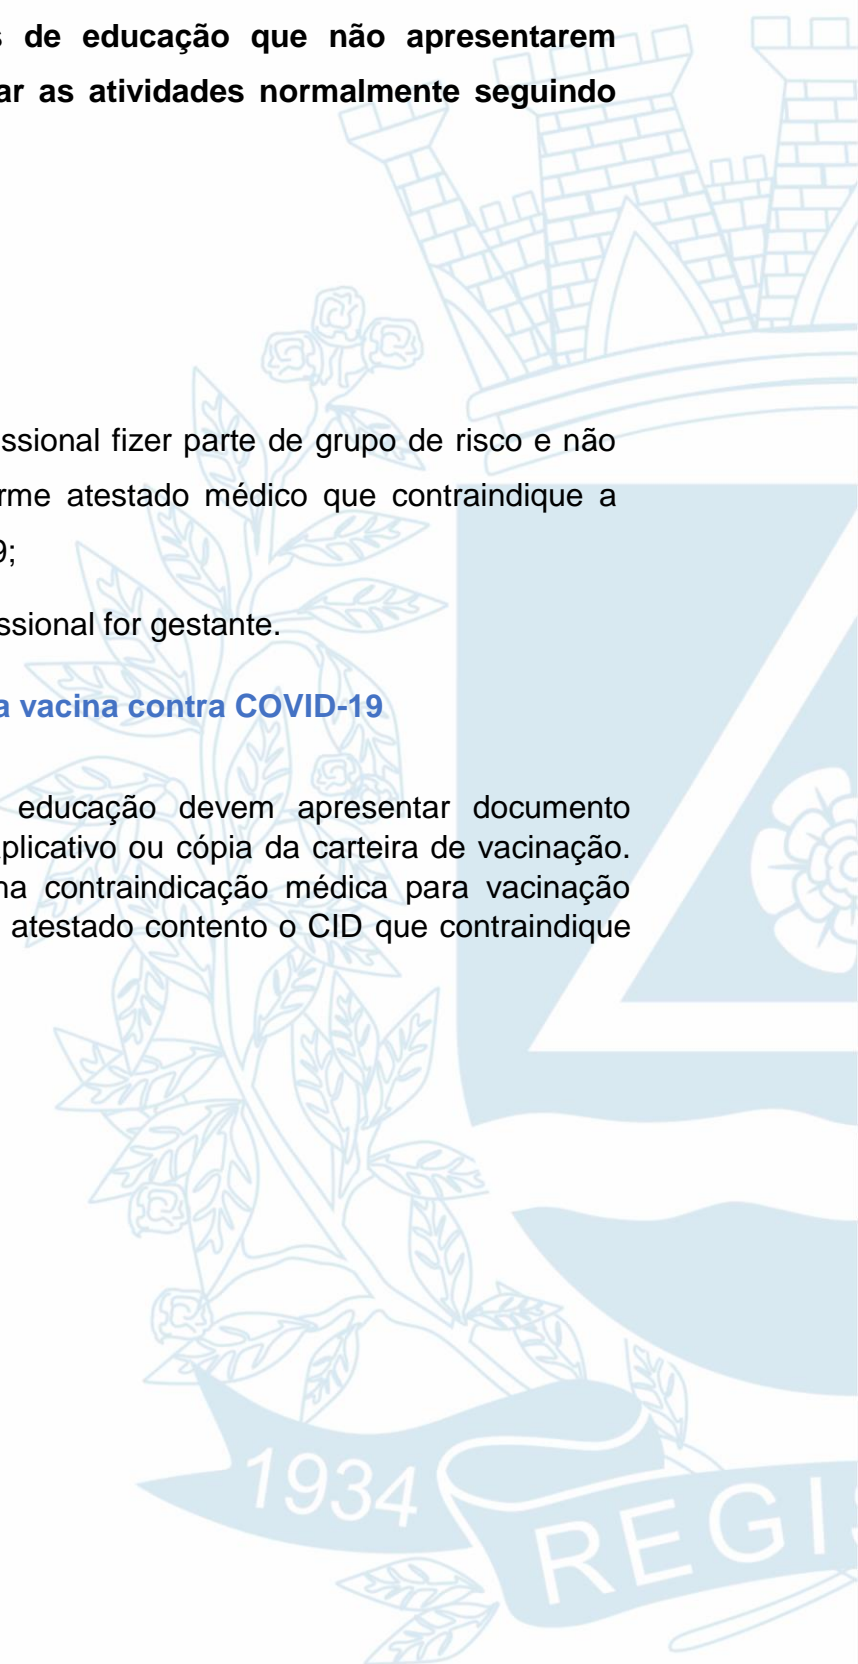 s de educação que não apresentarem
ar as atividades normalmente seguindo
ssional fizer parte de grupo de risco e não
rme atestado médico que contraindique a
9;
ssional for gestante.
a vacina contra COVID-19
educação devem apresentar documento
plicativo ou cópia da carteira de vacinação.
na contraindicação médica para vacinação
atestado contento o CID que contraindique
1934
REGIS